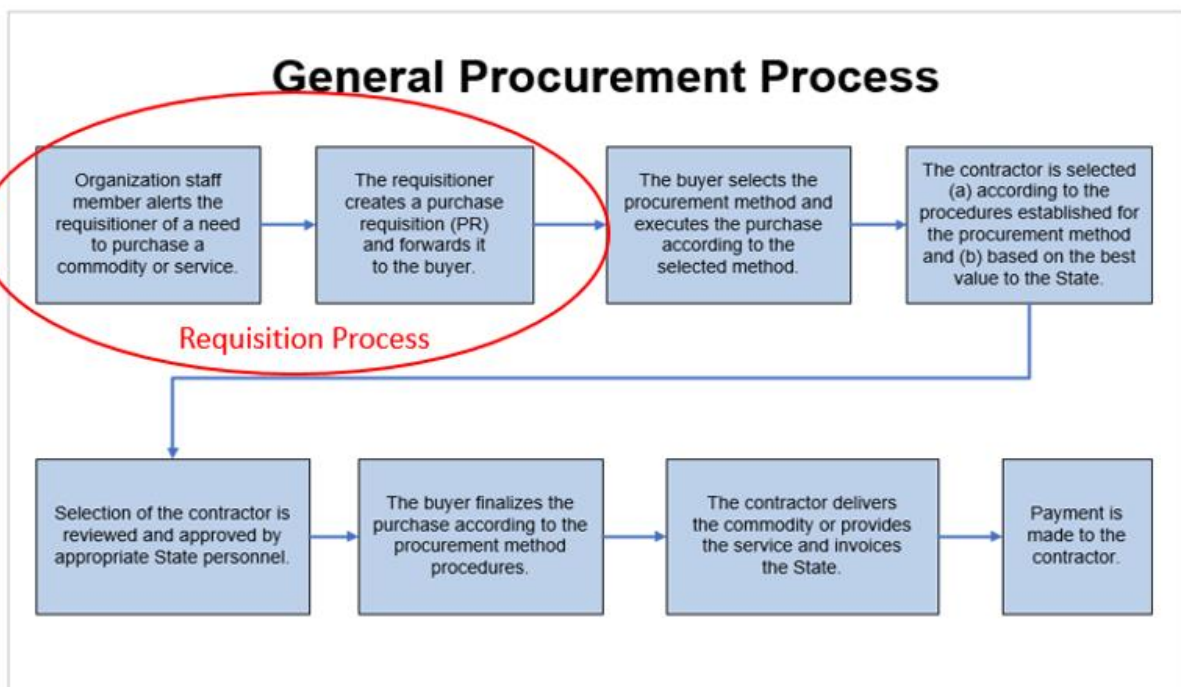 General Procurement Process
Organization staff
member alerts the
requisitioner of a need
to purchase a
commodity or service.
The requisitioner
creates a purchase
requisition (PR)
and forwards it
to the buyer.
The buyer selects the
procurement method and
executes the purchase
according to the
selected method.
The contractor is selected
(a) according to the
procedures established for
the procurement method
and (b) based on the best
value to the State.
Requisition Process
Selection of the contractor is
reviewed and approved by
appropriate State personnel.
The buyer finalizes the
purchase according to the
procurement method
procedures.
The contractor delivers
the commodity or provides
the service and invoices
the State.
Payment is
made to the
contractor.